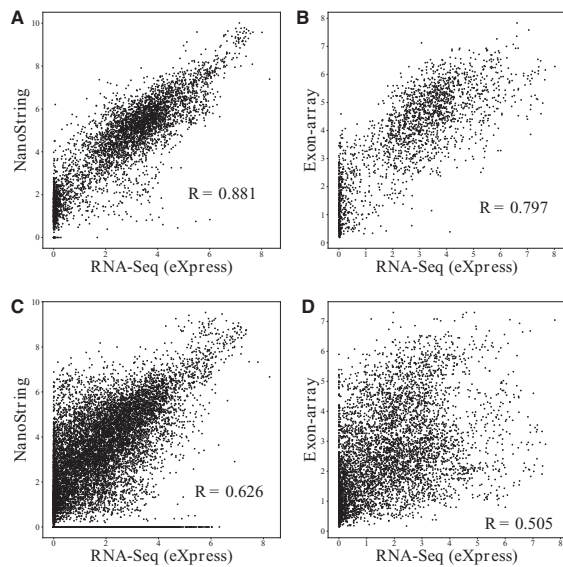 A
10
8
6
4
2
0
NanoString
R = 0.881
0 2 4 6 8
RNA-Seq (eXpress)
B
8
7
6
5
4
3
2
1
0
Exon-array
R = 0.797
0 1 2 3 4 5 6 7 8
RNA-Seq (eXpress)
C
10
8
6
4
2
0
NanoString
R = 0.626
0 2 4 6 8
RNA-Seq (eXpress)
D
7
6
5
4
3
2
1
0
Exon-array
R = 0.505
0 1 2 3 4 5 6 7 8
RNA-Seq (eXpress)